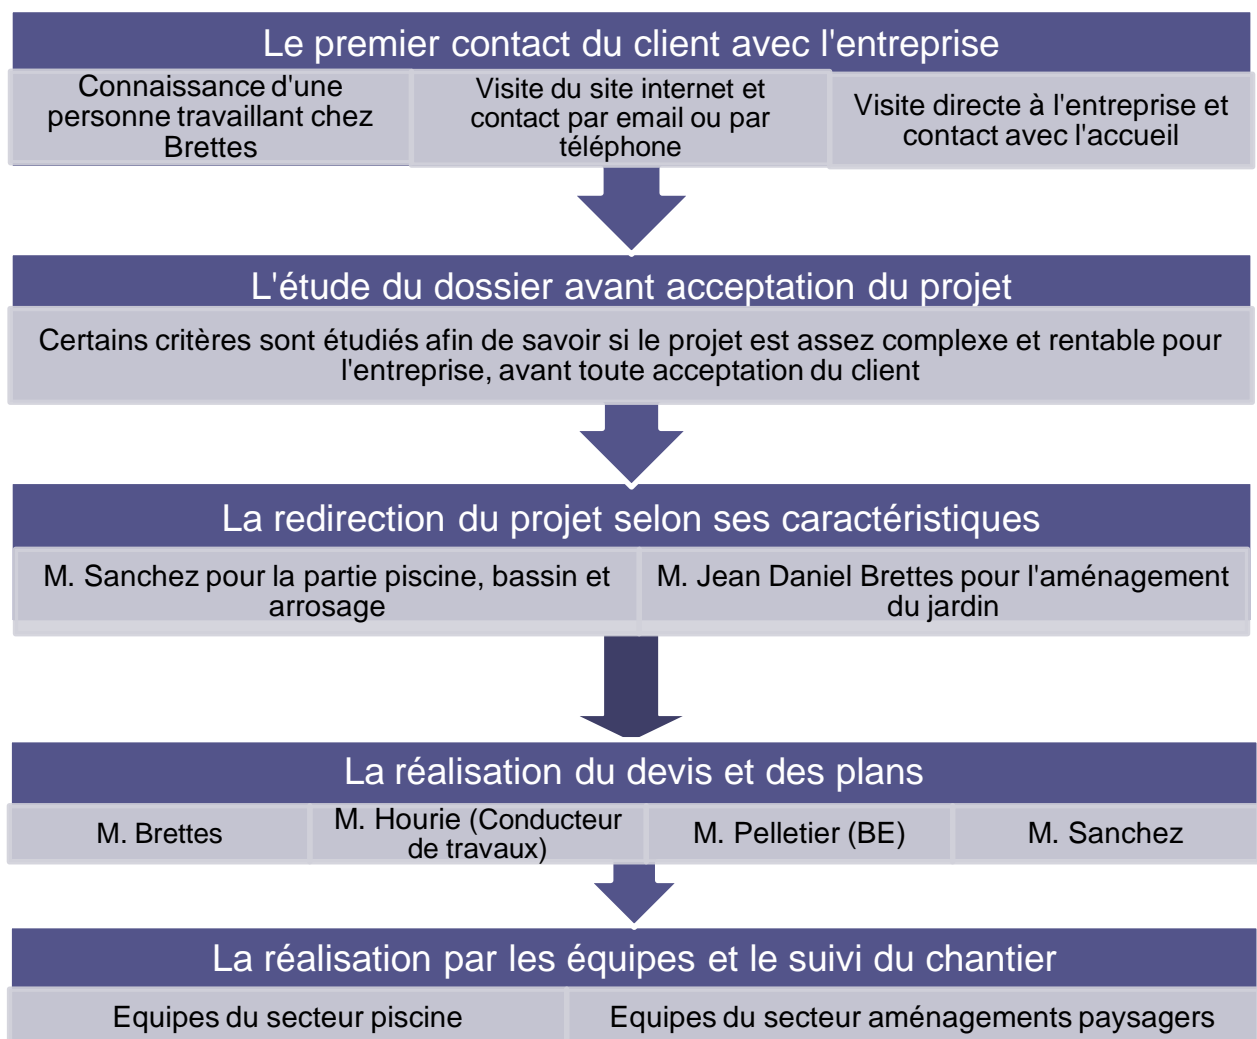 Le premier contact du client avec l'entreprise
Connaissance d'une
personne travaillant chez
Brettes
Visite du site internet et
contact par email ou par
téléphone
Visite directe à l'entreprise et
contact avec l'accueil
L'étude du dossier avant acceptation du projet
Certains critères sont étudiés afin de savoir si le projet est assez complexe et rentable pour
l'entreprise, avant toute acceptation du client
La redirection du projet selon ses caractéristiques
M. Sanchez pour la partie piscine, bassin et
arrosage
M. Jean Daniel Brettes pour l'aménagement
du jardin
La réalisation du devis et des plans
M. Brettes
M. Hourie (Conducteur
de travaux)
M. Pelletier (BE)
M. Sanchez
La réalisation par les équipes et le suivi du chantier
Equipes du secteur piscine
Equipes du secteur aménagements paysagers